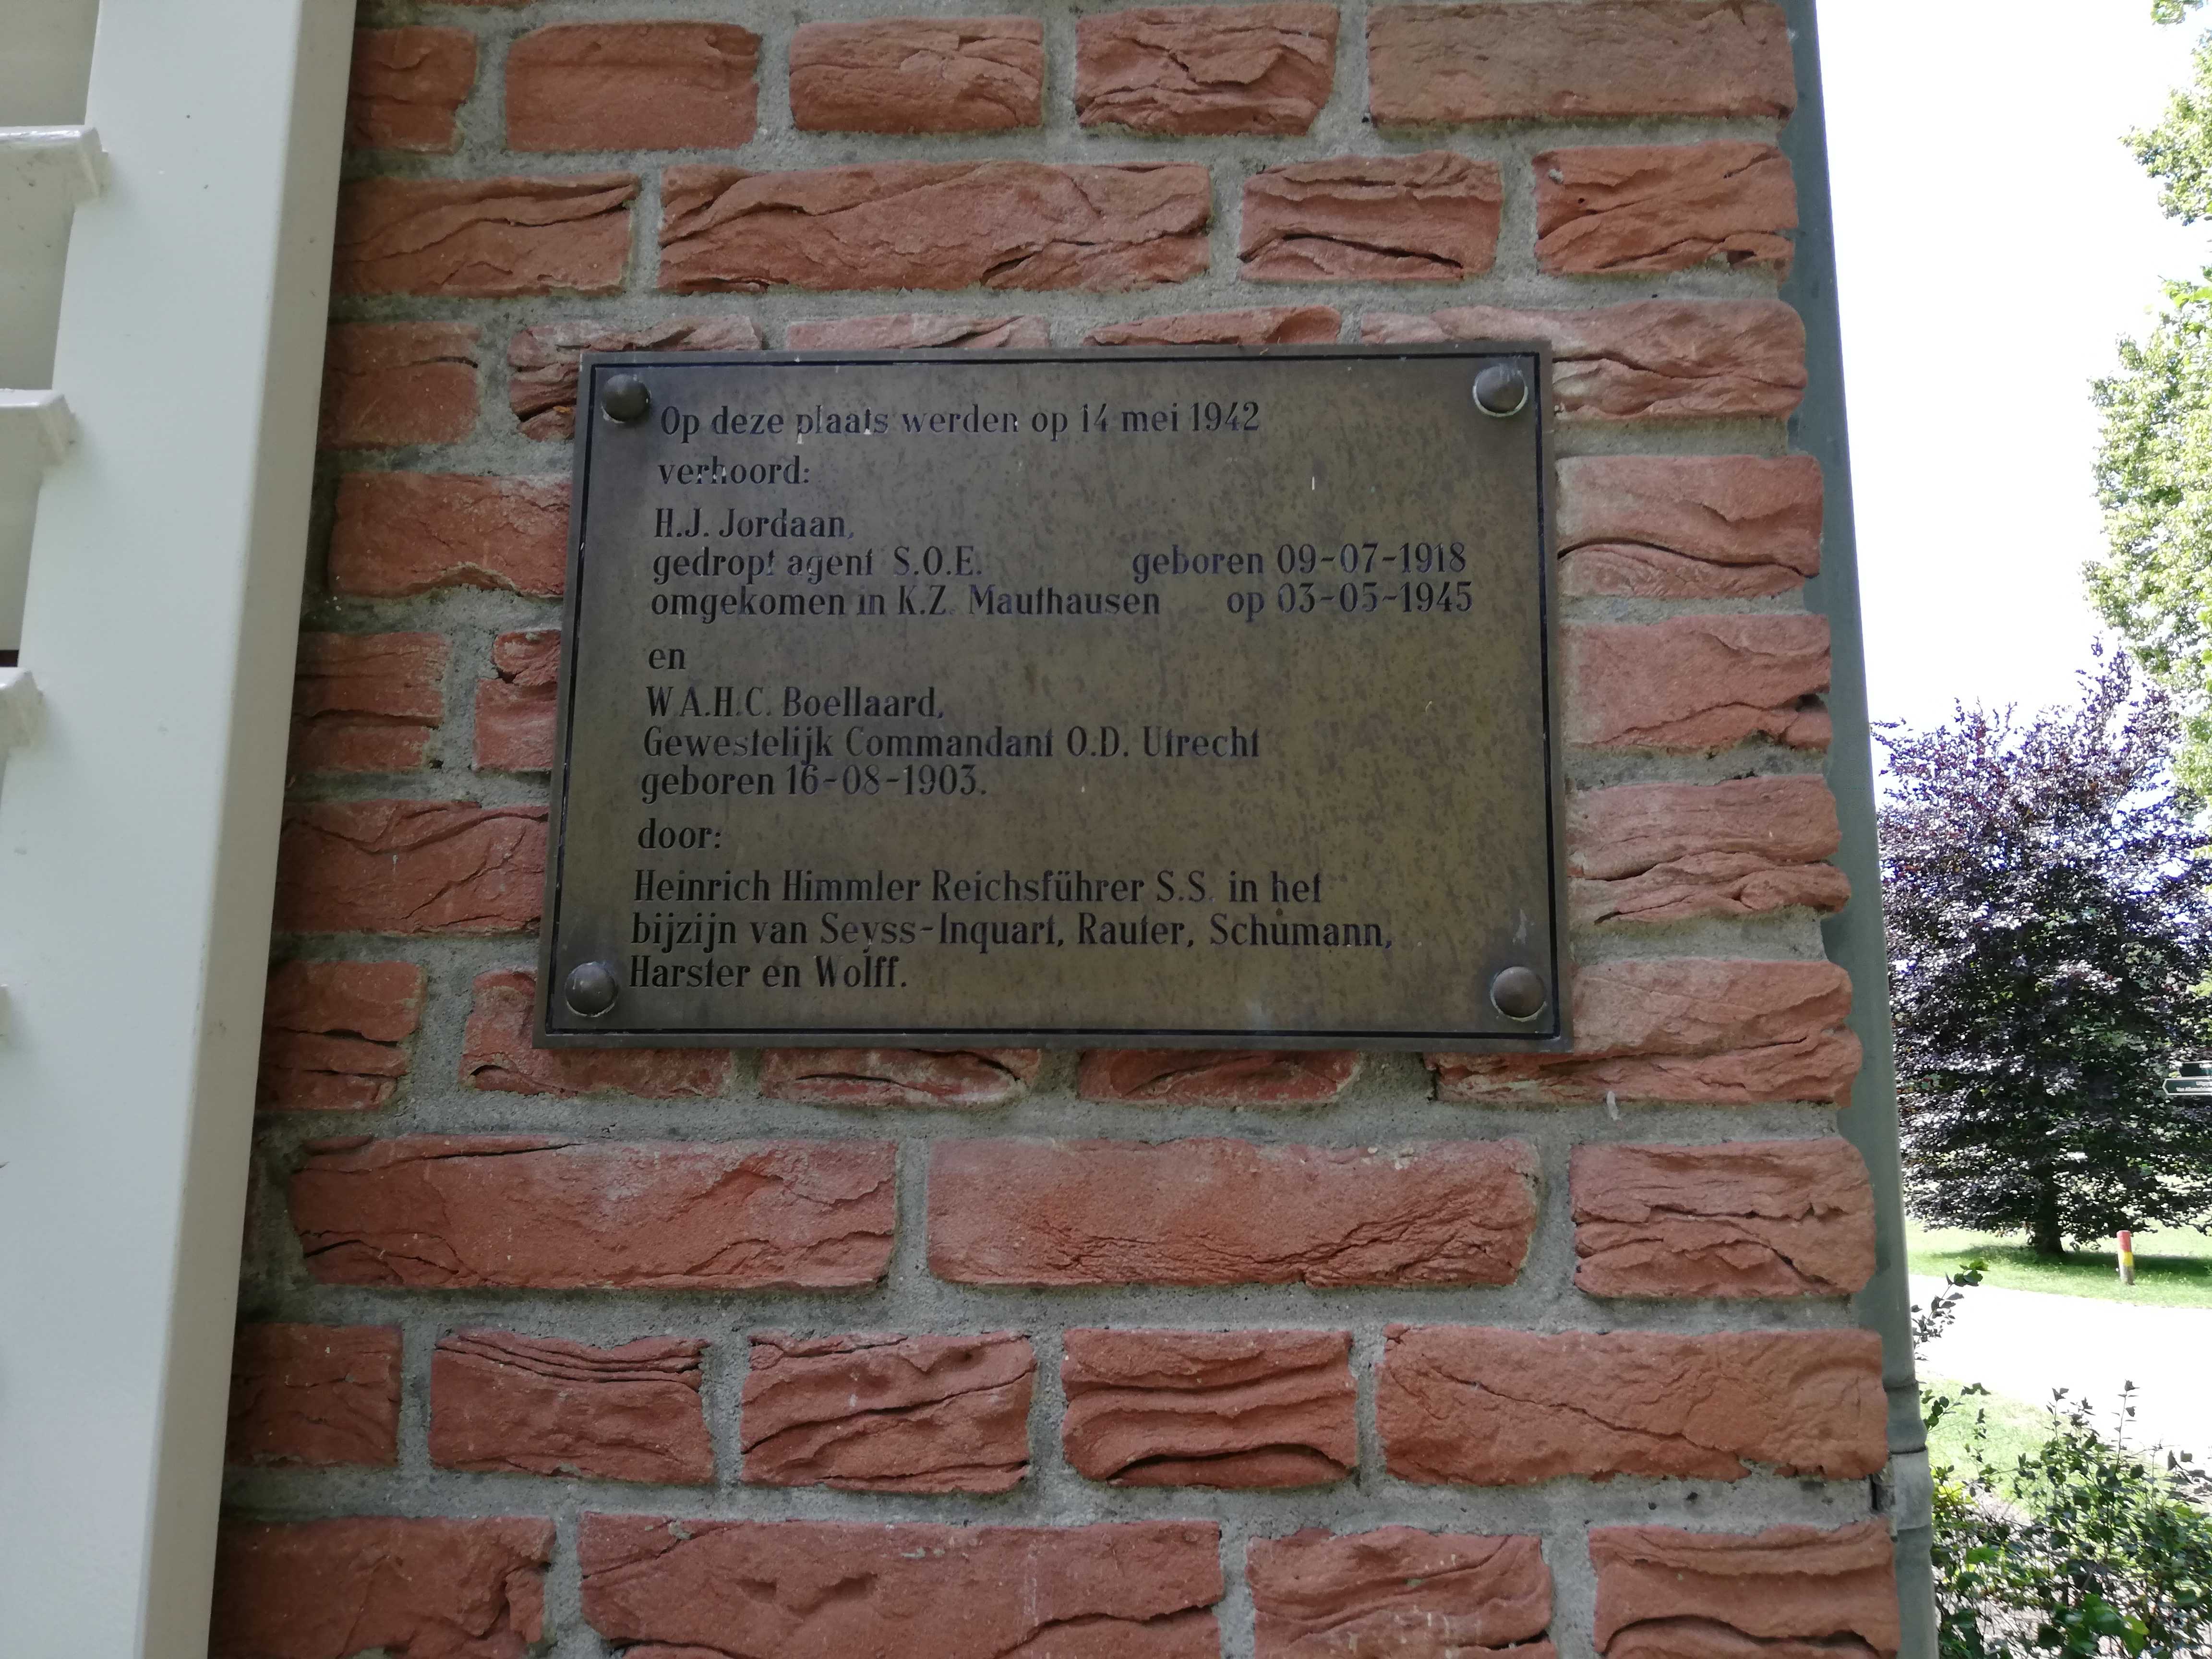 Op deze plaats werden op 14 mei 1942
verhoord:
H.J. Jordaan,
gedropt agent S.O.E. geboren 09-07-1918
omgekomen in K.Z. Mauthausen op 03-05-1945
en
W.A.H.C. Boellaard,
Gewestelijk Commandant O.D. Utrecht
geboren 16-08-1903.
door:
Heinrich Himmler Reichsführer S.S. in het
bijzijn van Seyss-Inquart, Rauter, Schumann,
Harster en Wolff.